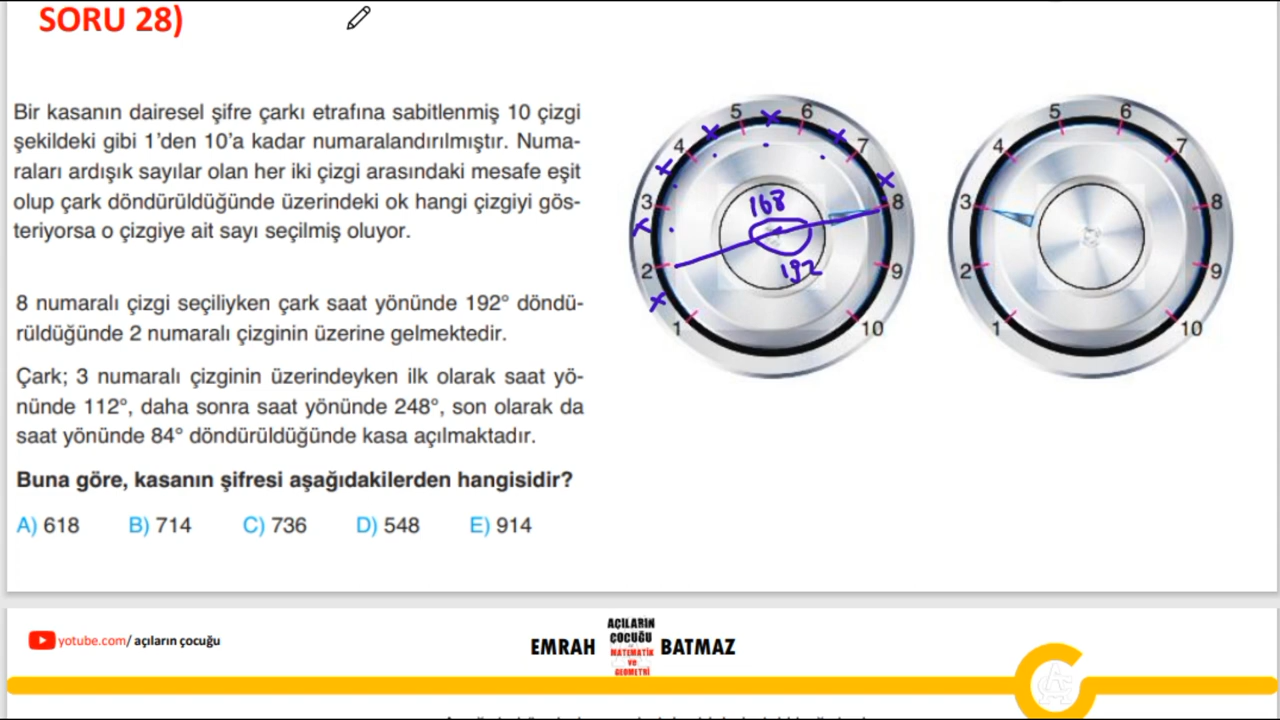 SORU 28)
Bir kasanın dairesel şifre çarkı etrafına sabitlenmiş 10 çizgi
şekildeki gibi 1'den 10'a kadar numaralandırılmıştır. Numa-
raları ardışık sayılar olan her iki çizgi arasındaki mesafe eşit
olup çark döndürüldüğünde üzerindeki ok hangi çizgiyi gös-
teriyorsa o çizgiye ait sayı seçilmiş oluyor.
8 numaralı çizgi seçiliyken çark saat yönünde 192° döndü-
rüldüğünde 2 numaralı çizginin üzerine gelmektedir.
Çark; 3 numaralı çizginin üzerindeyken ilk olarak saat yö-
nünde 112°, daha sonra saat yönünde 248°, son olarak da
saat yönünde 84° döndürüldüğünde kasa açılmaktadır.
Buna göre, kasanın şifresi aşağıdakilerden hangisidir?
A) 618 B) 714 C) 736 D) 548 E) 914
5 6
4 7
3 8
2 9
1 10
168
192
5 6
4 7
3 8
2 9
1 10
yotube.com/ açıların çocuğu
EMRAH AÇILARIN ÇOCUĞU MATEMATİK VE GEOMETRİ BATMAZ